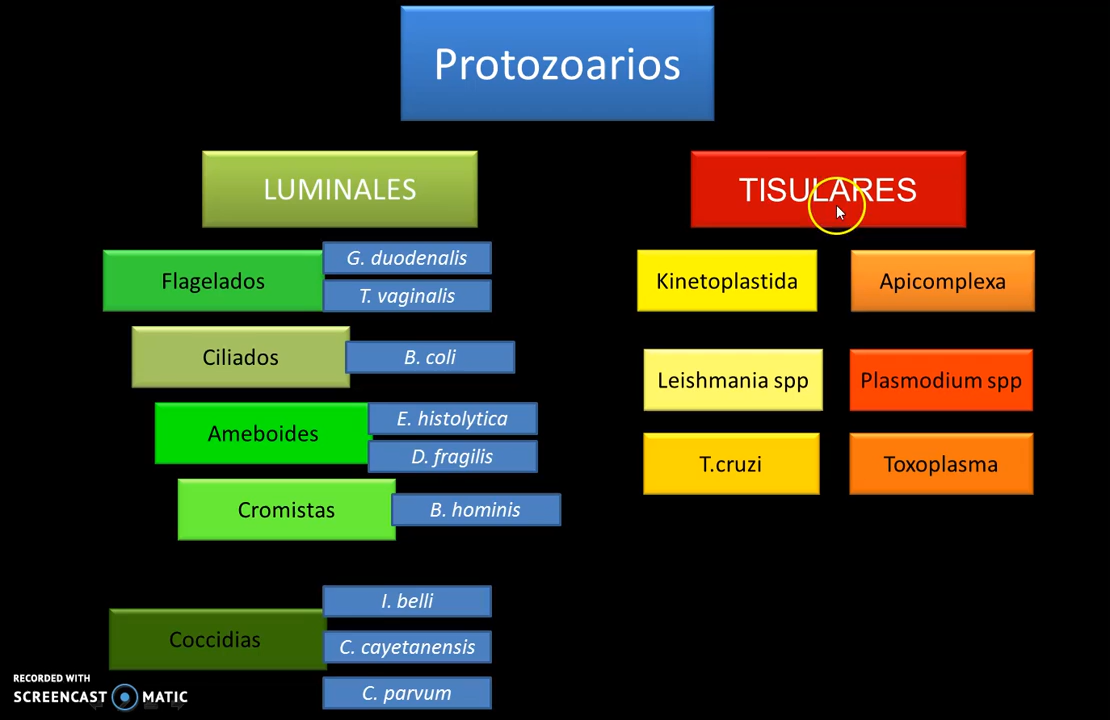 Protozoarios
LUMINALES
Flagelados
G. duodenalis
T. vaginalis
Ciliados
B. coli
Ameboides
E. histolytica
D. fragilis
Cromistas
B. hominis
Coccidias
I. belli
C. cayetanensis
C. parvum
TISULARES
Kinetoplastida
Apicomplexa
Leishmania spp
Plasmodium spp
T.cruzi
Toxoplasma
RECORDED WITH
SCREENCAST MATIC